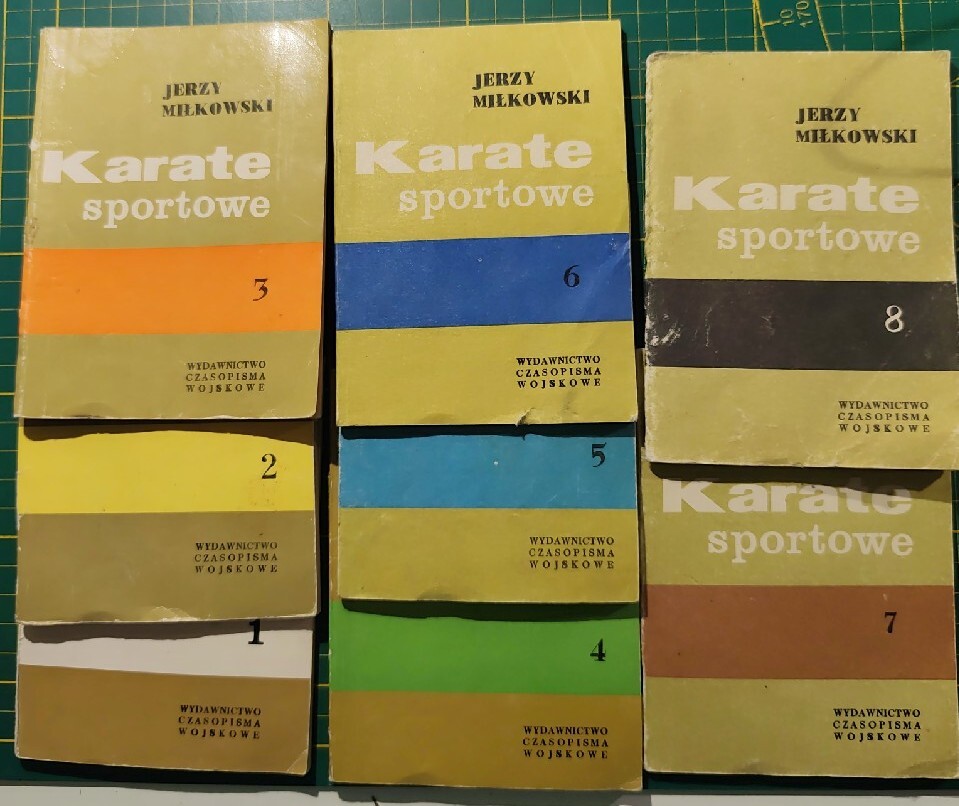 JERZY
MIŁKOWSKI
Karate
sportowe
3
WYDAWNICTWO
CZASOPISMA
WOJSKOWE
2
WYDAWNICTWO
CZASOPISMA
WOJSKOWE
1
WYDAWNICTWO
CZASOPISMA
WOJSKOWE
JERZY
MIŁKOWSKI
Karate
sportowe
6
WYDAWNICTWO
CZASOPISMA
WOJSKOWE
5
WYDAWNICTWO
CZASOPISMA
WOJSKOWE
4
WYDAWNICTWO
CZASOPISMA
WOJSKOWE
10
170
JERZY
MIŁKOWSKI
Karate
sportowe
8
WYDAWNICTWO
CZASOPISMA
WOJSKOWE
Karate
sportowe
7
WYDAWNICTWO
CZASOPISMA
WOJSKOWE